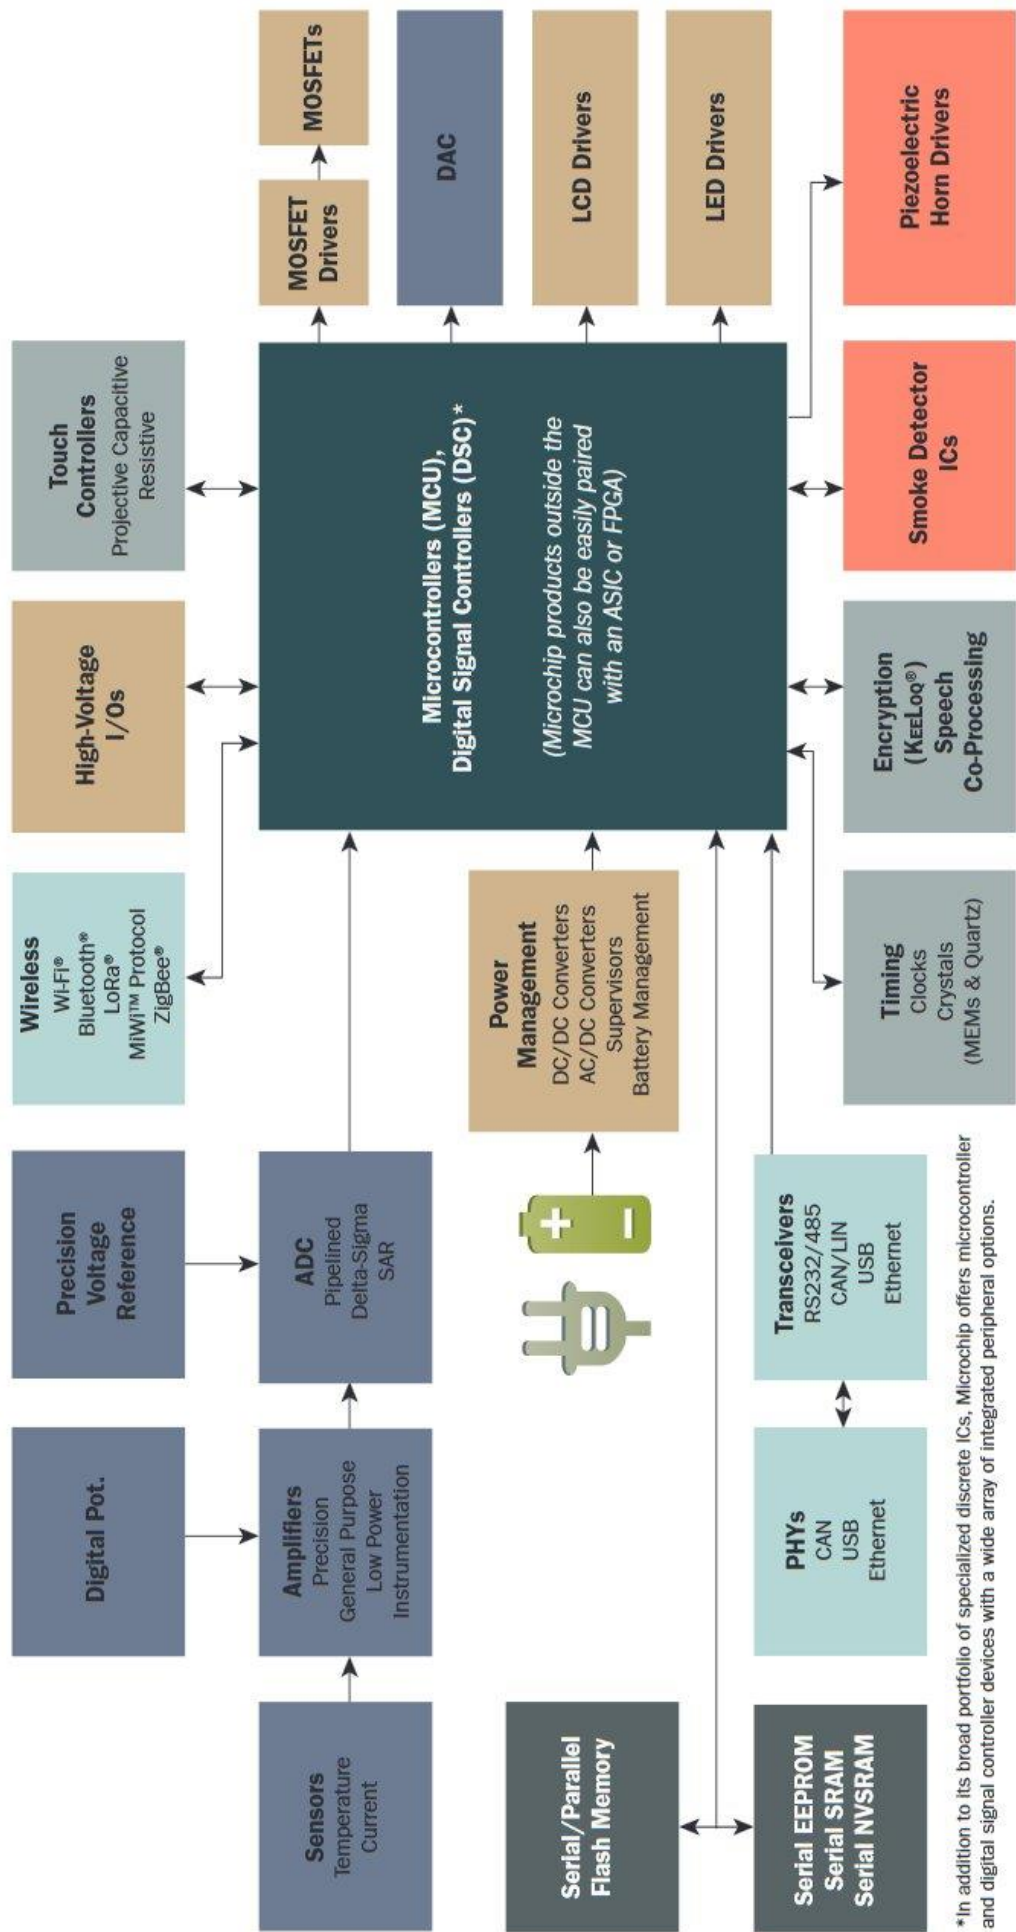 Digital Pot.
Precision
Voltage
Reference
Wireless
Wi-Fi®
Bluetooth®
LoRa®
MiWi™ Protocol
ZigBee®
High-Voltage
I/Os
Touch
Controllers
Projective Capacitive
Resistive
Sensors
Temperature
Current
Amplifiers
Precision
General Purpose
Low Power
Instrumentation
ADC
Pipelined
Delta-Sigma
SAR
Microcontrollers (MCU),
Digital Signal Controllers (DSC)*
(Microchip products outside the
MCU can also be easily paired
with an ASIC or FPGA)
MOSFET
Drivers
MOSFETs
DAC
LCD Drivers
LED Drivers
Power
Management
DC/DC Converters
AC/DC Converters
Supervisors
Battery Management
+
–
Serial/Parallel
Flash Memory
Serial EEPROM
Serial SRAM
Serial NVSRAM
PHYs
CAN
USB
Ethernet
Transceivers
RS232/485
CAN/LIN
USB
Ethernet
Timing
Clocks
Crystals
(MEMs & Quartz)
Encryption
(KEELOQ®)
Speech
Co-Processing
Smoke Detector
ICs
Piezoelectric
Horn Drivers
*In addition to its broad portfolio of specialized discrete ICs, Microchip offers microcontroller
and digital signal controller devices with a wide array of integrated peripheral options.